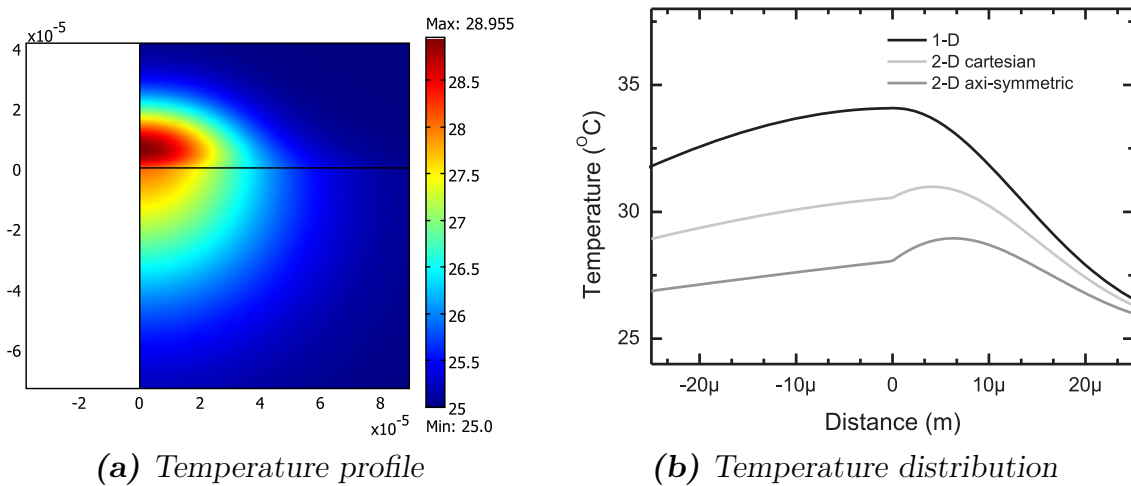 x10⁻⁵
4
2
0
-2
-4
-6
-2 0 2 4 6 8
x10⁻⁵
Max: 28.955
28.5
28
27.5
27
26.5
26
25.5
25
Min: 25.0
(a) Temperature profile
1-D
2-D cartesian
2-D axi-symmetric
Temperature (°C)
35
30
25
-20µ -10µ 0 10µ 20µ
Distance (m)
(b) Temperature distribution